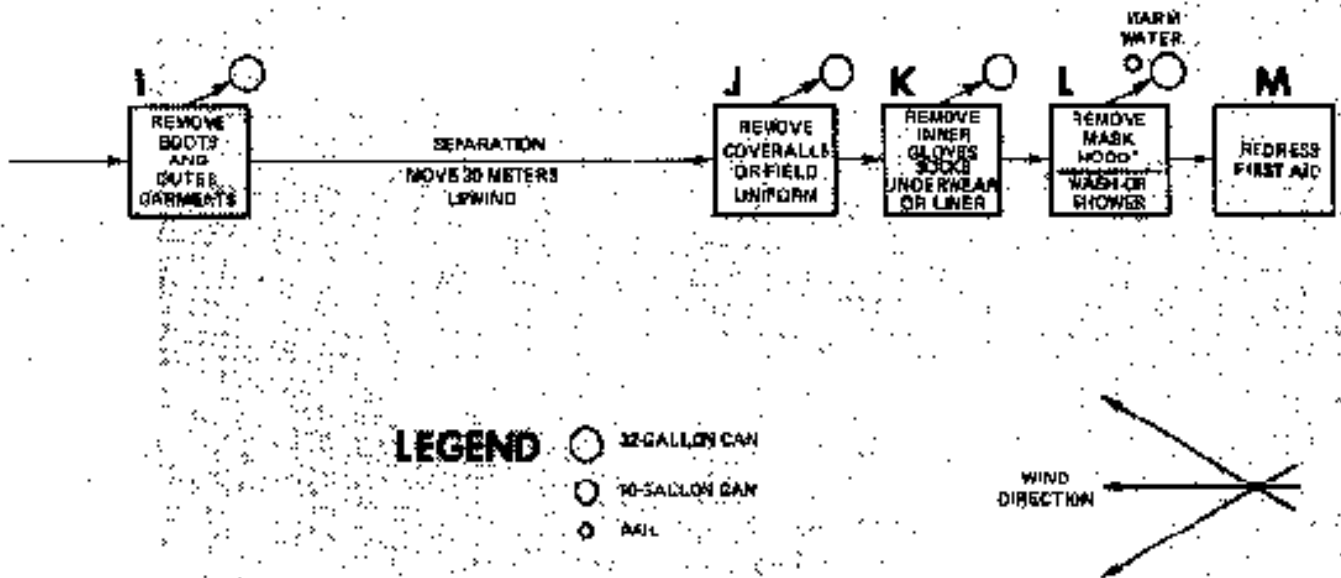 I
REMOVE
BOOTS
AND
OUTER
GARMENTS
SEPARATION
MOVE 30 METERS
UPWIND
J
REMOVE
COVERALLS
OR FIELD
UNIFORM
K
REMOVE
INNER
GLOVES
SOCKS
UNDERWEAR
OR LINER
WARM
WATER
L
REMOVE
MASK
HOOD*
WASH OR
SHOWER
M
REDRESS
FIRST AID
LEGEND
32-GALLON CAN
10-GALLON CAN
PAIL
WIND
DIRECTION